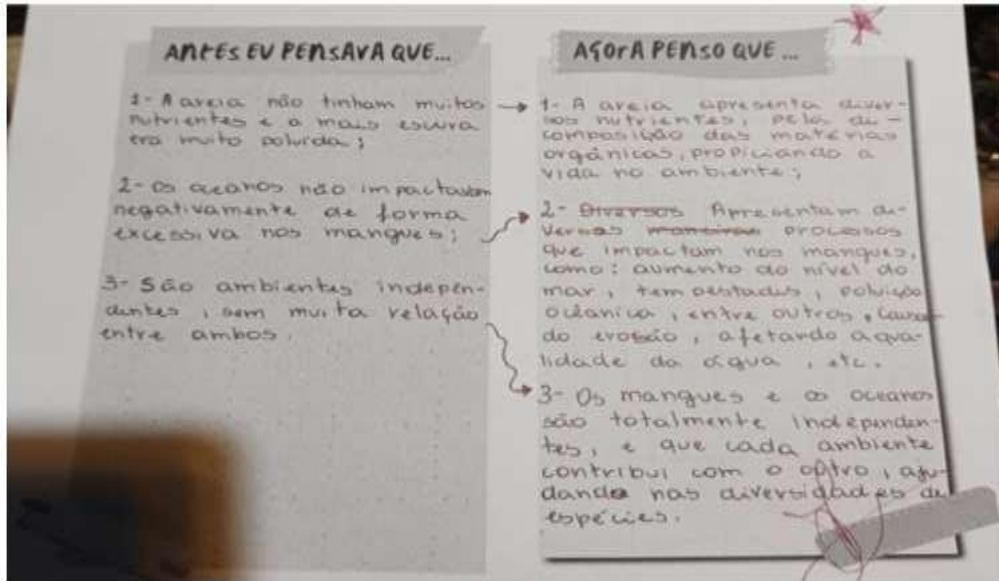 ANTES EU PENSAVA QUE...
1- A areia não tinham muitos
nutrientes e a mais escura
era muito poluída;
2- Os oceanos não impactavam
negativamente de forma
excessiva nos mangues;
3- São ambientes indepen-
dentes, sem muita relação
entre ambos.
AGORA PENSO QUE...
1- A areia apresenta diver-
sos nutrientes, pela de-
composição das matérias
orgânicas, propiciando a
vida no ambiente;
2- Diversos Apresentam di-
versos maneiras processos
que impactam nos mangues,
como: aumento do nível do
mar, tempestades, poluição
oceânica, entre outros, causan-
do erosão, afetando a qua-
lidade da água, etc.
3- Os mangues e os oceanos
são totalmente independen-
tes, e que cada ambiente
contribui com o outro, aju-
dando nas diversidades de
espécies.